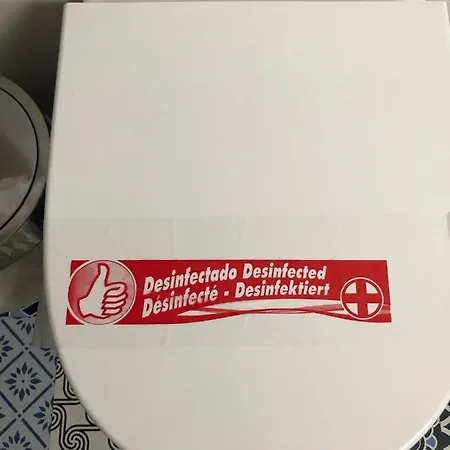 Desinfectado Desinfected
Désinfecté - Desinfektiert